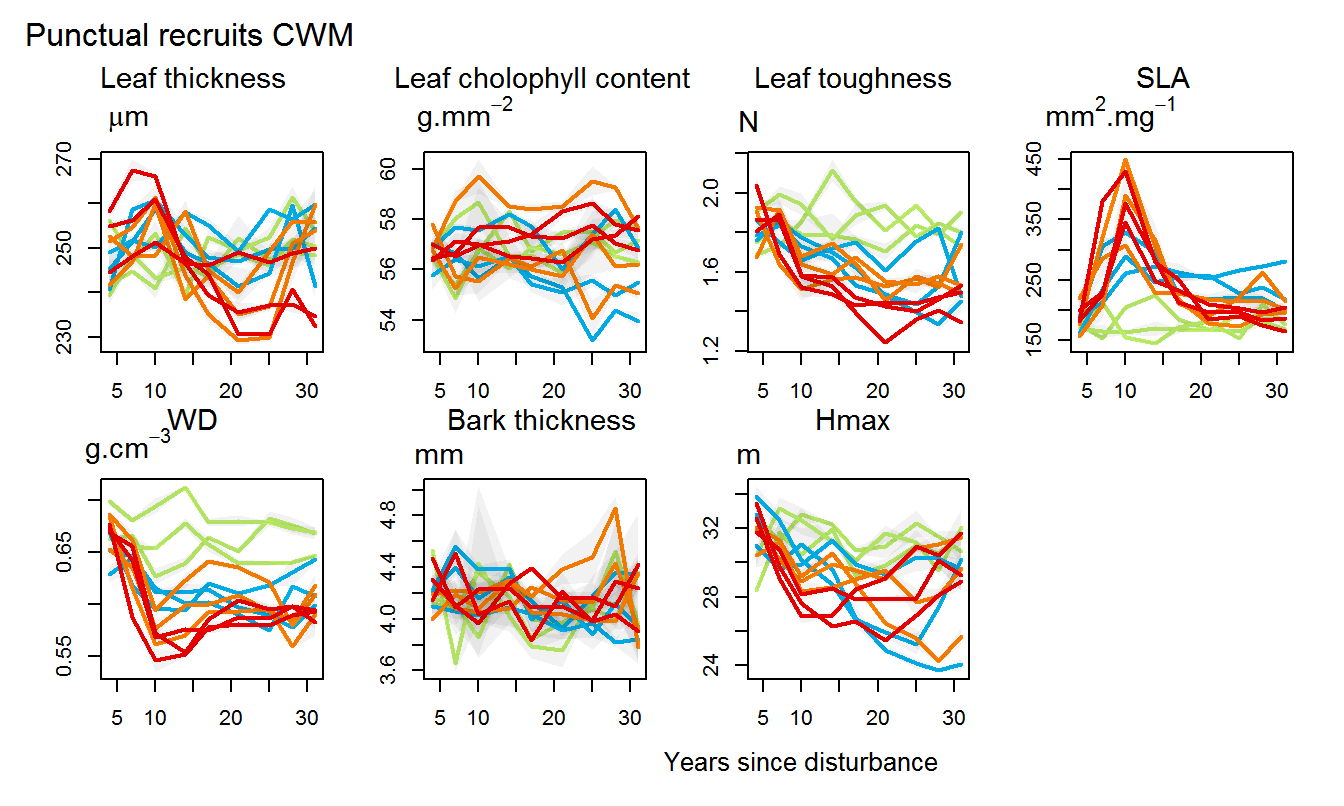 Punctual recruits CWM
Leaf thickness Leaf cholophyll content Leaf toughness SLA
μm g.mm⁻² N mm².mg⁻¹
270 250 230 60 58 56 54 2.0 1.6 1.2 450 350 250 150
5 10 20 30 5 10 20 30 5 10 20 30 5 10 20 30
WD Bark thickness Hmax
g.cm⁻³ mm m
0.65 0.55 4.8 4.4 4.0 3.6 32 28 24
5 10 20 30 5 10 20 30 5 10 20 30
Years since disturbance